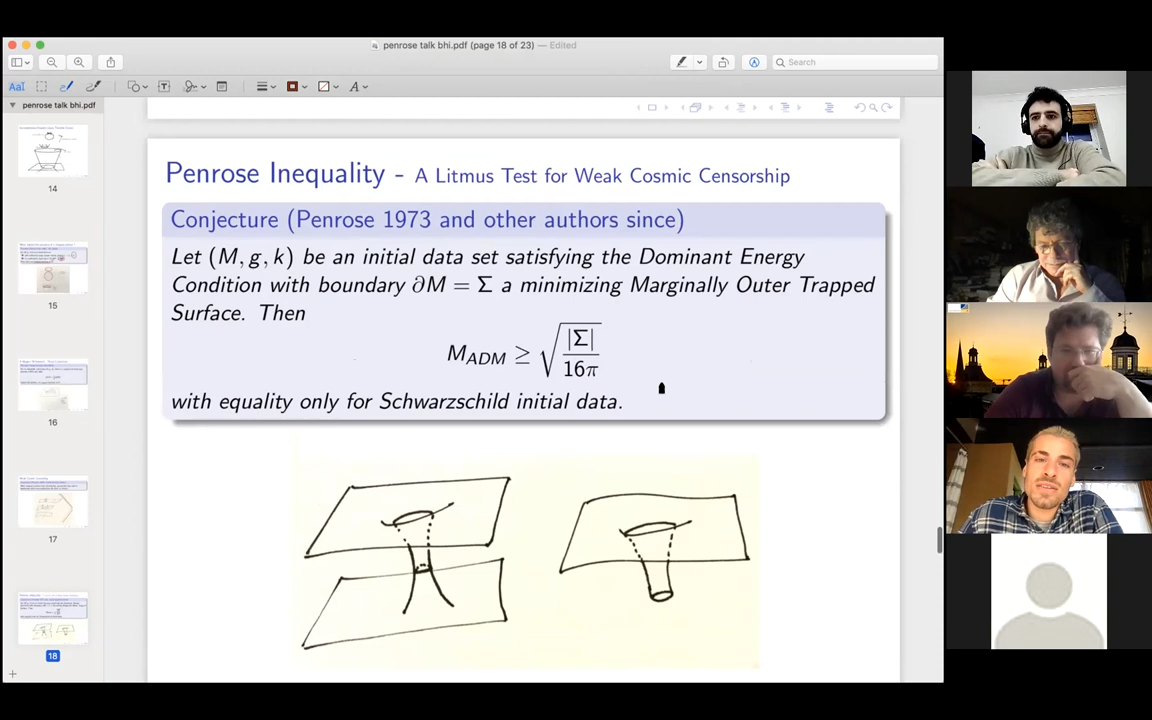 penrose talk bhi.pdf (page 18 of 23) — Edited
Search
penrose talk bhi.pdf
14
15
16
17
18
Penrose Inequality - A Litmus Test for Weak Cosmic Censorship
Conjecture (Penrose 1973 and other authors since)
Let (M, g, k) be an initial data set satisfying the Dominant Energy
Condition with boundary ∂M = Σ a minimizing Marginally Outer Trapped
Surface. Then
M_ADM ≥ √(|Σ|/16π)
with equality only for Schwarzschild initial data.